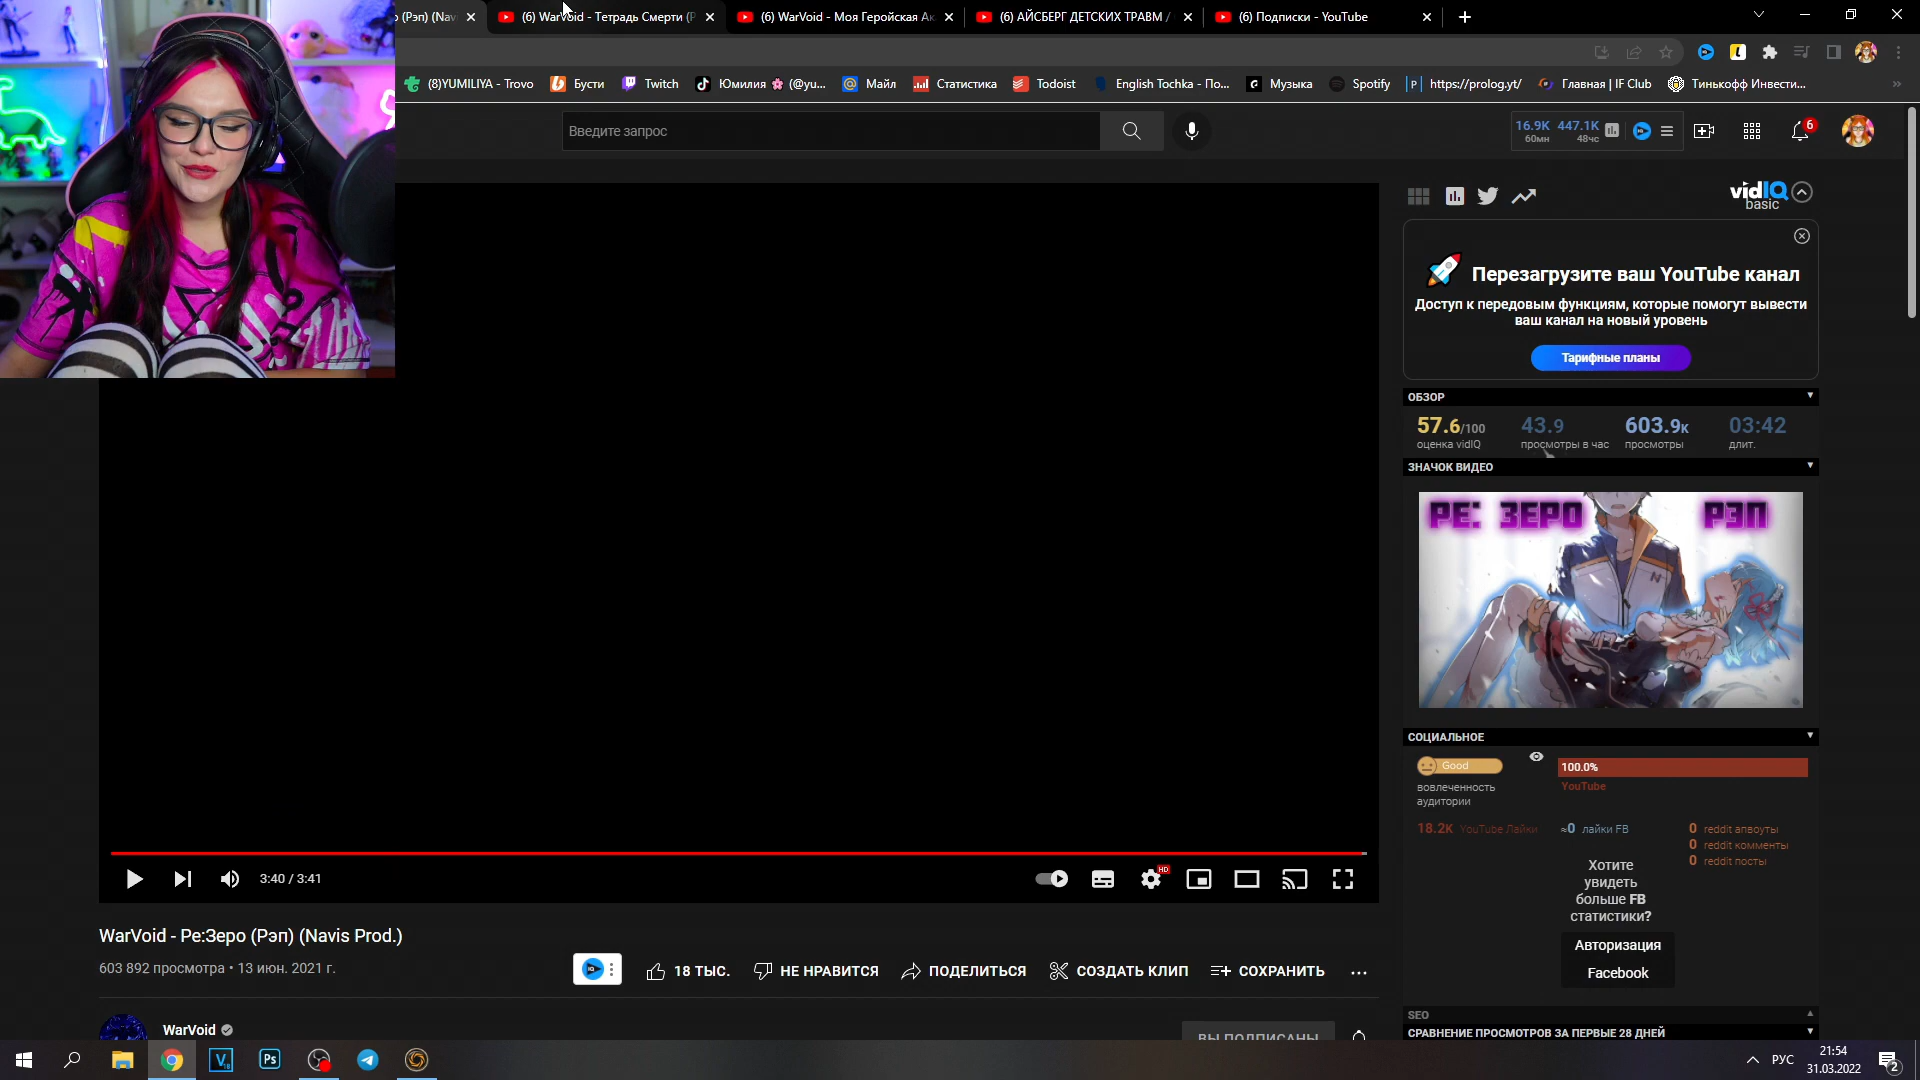 о (Рэп) (Nav
(6) WarVoid - Тетрадь Смерти (Р
(6) WarVoid - Моя Геройская Ак
(6) АЙСБЕРГ ДЕТСКИХ ТРАВМ /
(6) Подписки - YouTube
(8)YUMILIYA - Trovo
Бусти
Twitch
Юмилия 🌸 (@yu...
Майл
Статистика
Todoist
English Tochka - По...
Музыка
Spotify
https://prolog.yt/
Главная | IF Club
Тинькофф Инвести...
Введите запрос
16.9K 447.1K
60мн 48чс
6
vidIQ
basic
Перезагрузите ваш YouTube канал
Доступ к передовым функциям, которые помогут вывести
ваш канал на новый уровень
Тарифные планы
ОБЗОР
57.6/100 43.9 603.9к 03:42
оценка vidIQ просмотры в час просмотры длит.
ЗНАЧОК ВИДЕО
РЕ: ЗЕРО РЭП
СОЦИАЛЬНОЕ
Good
100.0%
YouTube
вовлеченность
аудитории
18.2K YouTube Лайки
≈0 лайки FB
0 reddit апвоуты
0 reddit комменты
0 reddit посты
Хотите
увидеть
больше FB
статистики?
Авторизация
Facebook
SEO
СРАВНЕНИЕ ПРОСМОТРОВ ЗА ПЕРВЫЕ 28 ДНЕЙ
3:40 / 3:41
HD
WarVoid - Ре:Зеро (Рэп) (Navis Prod.)
603 892 просмотра • 13 июн. 2021 г.
18 ТЫС.
НЕ НРАВИТСЯ
ПОДЕЛИТЬСЯ
СОЗДАТЬ КЛИП
СОХРАНИТЬ
WarVoid
ВЫ ПОДПИСАНЫ
Ps
РУС
21:54
31.03.2022
2